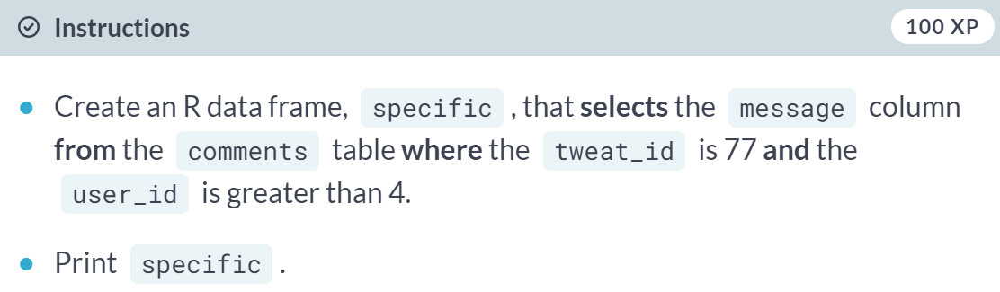 Instructions
100 XP
Create an R data frame, specific , that selects the message column
from the comments table where the tweat_id is 77 and the
user_id is greater than 4.
Print specific .